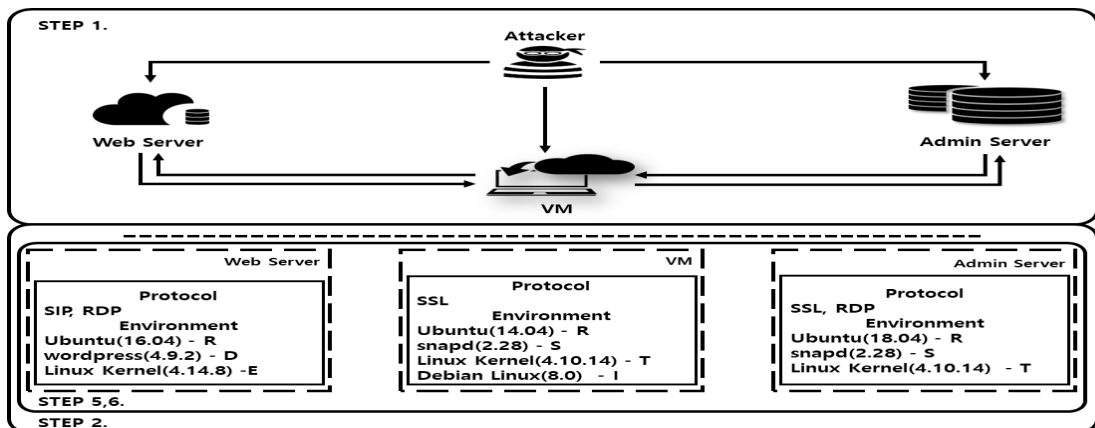 STEP 1.
Attacker
Web Server
Admin Server
VM
Web Server
Protocol
SIP, RDP
Environment
Ubuntu(16.04) - R
wordpress(4.9.2) - D
Linux Kernel(4.14.8) -E
VM
Protocol
SSL
Environment
Ubuntu(14.04) - R
snapd(2.28) - S
Linux Kernel(4.10.14) - T
Debian Linux(8.0) - I
Admin Server
Protocol
SSL, RDP
Environment
Ubuntu(18.04) - R
snapd(2.28) - S
Linux Kernel(4.10.14) - T
STEP 5,6.
STEP 2.